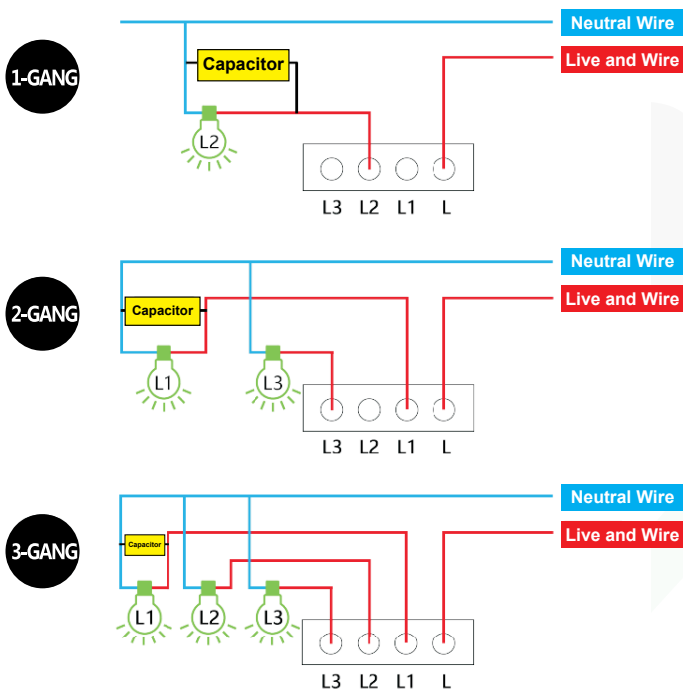 Neutral Wire
Capacitor
Live and Wire
1-GANG
L2
L3 L2 L1 L
Neutral Wire
2-GANG
Capacitor
Live and Wire
L1 L3
L3 L2 L1 L
Neutral Wire
3-GANG
Capacitor
Live and Wire
L1 L2 L3
L3 L2 L1 L